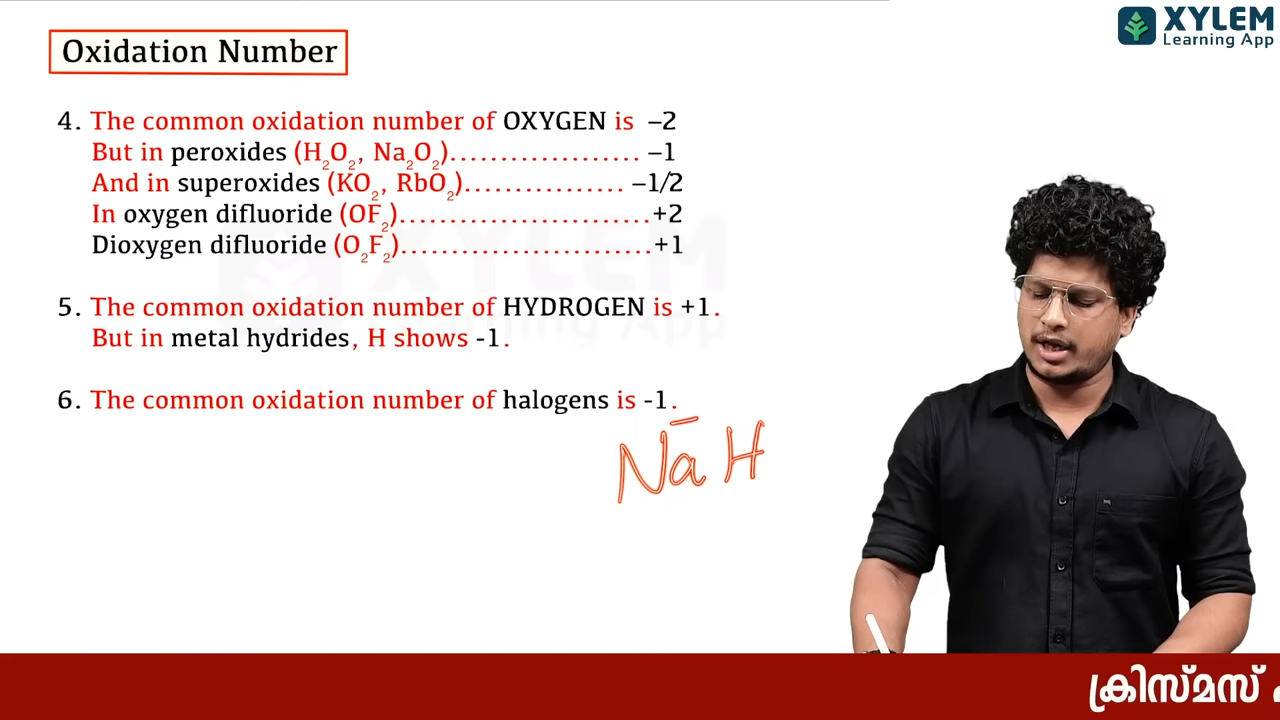 XYLEM
Learning App
Oxidation Number
4. The common oxidation number of OXYGEN is –2
But in peroxides (H₂O₂, Na₂O₂)................... –1
And in superoxides (KO₂, RbO₂)................ –1/2
In oxygen difluoride (OF₂).........................+2
Dioxygen difluoride (O₂F₂).........................+1
5. The common oxidation number of HYDROGEN is +1.
But in metal hydrides, H shows -1.
6. The common oxidation number of halogens is -1.
Na H
ക്രിസ്മസ്